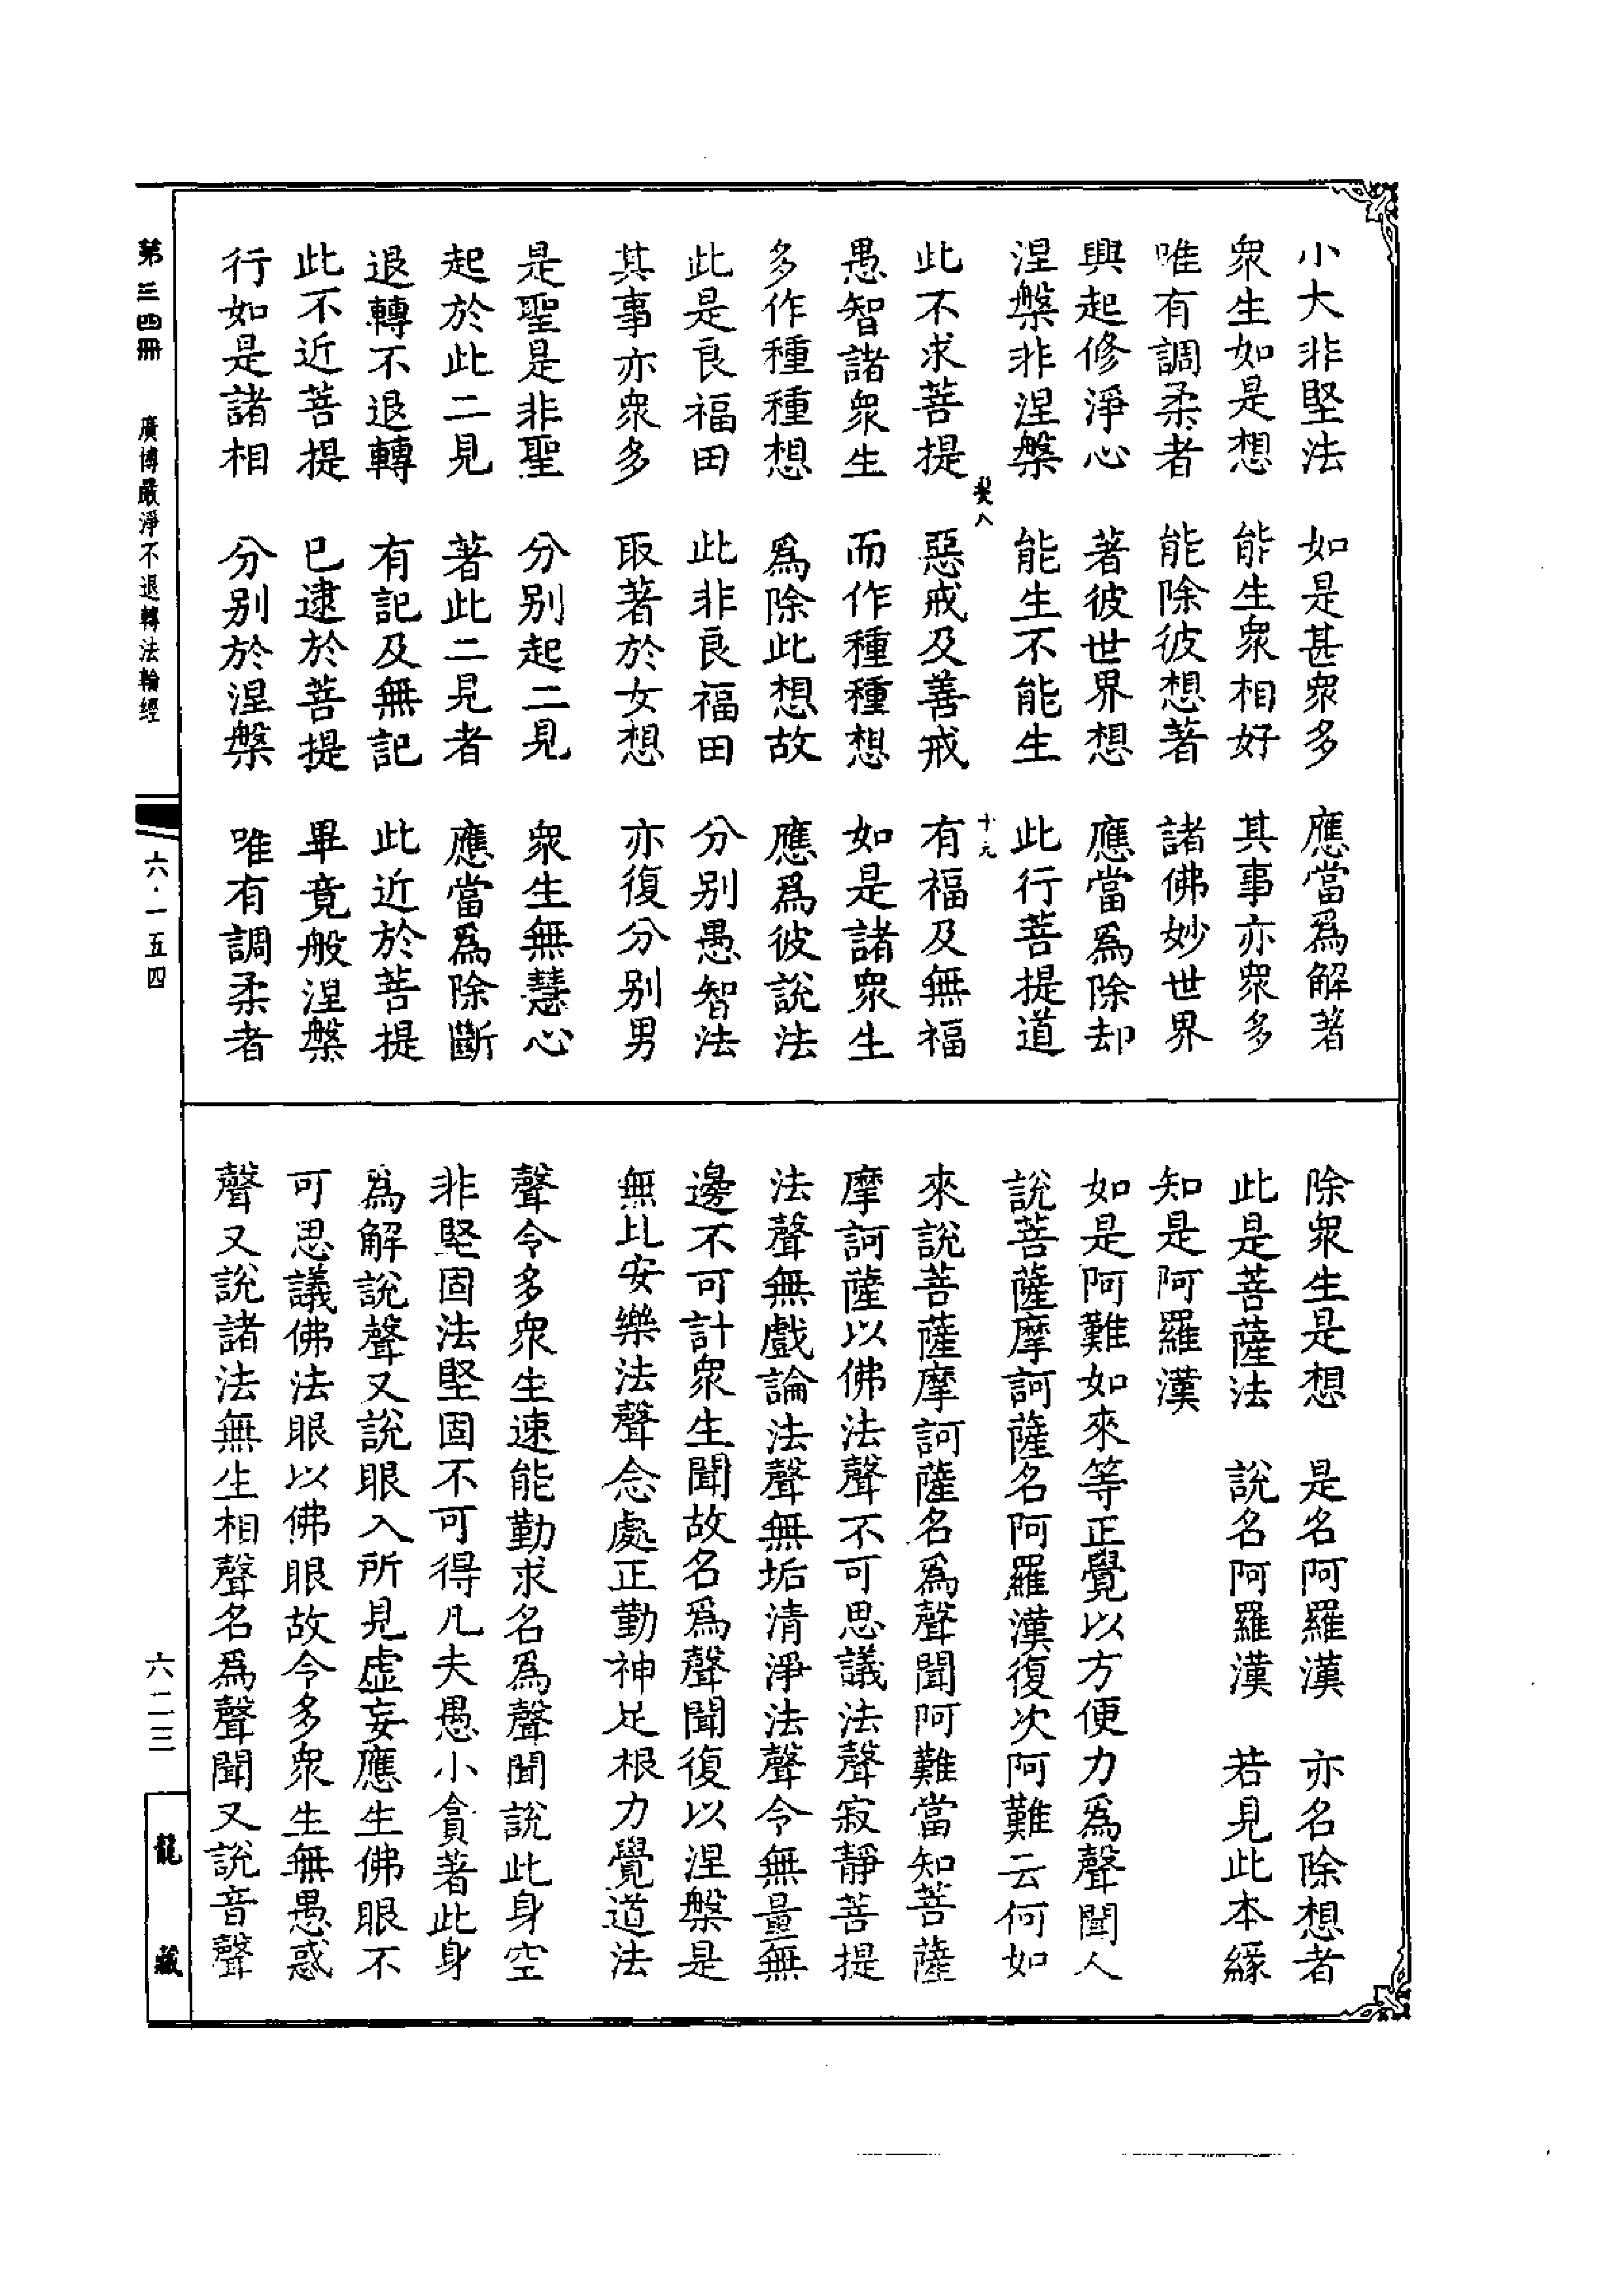 小大非堅法　如是甚衆多　應當爲解著
衆生如是想　能生衆相好　其事亦衆多
唯有調柔者　能除彼想著　諸佛妙世界
興起修淨心　著彼世界想　應當爲除却
涅槃非涅槃　能生不能生　此行菩提道
髮八　十九
此不求菩提　惡戒及善戒　有福及無福
愚智諸衆生　而作種種想　如是諸衆生
多作種種想　爲除此想故　應爲彼説法
此是良福田　此非良福田　分别愚智法
其事亦衆多　取著於女想　亦復分别男
是聖是非聖　分别起二見　衆生無慧心
起於此二見　著此二見者　應當爲除斷
退轉不退轉　有記及無記　此近於菩提
此不近菩提　已逮於菩提　畢竟般涅槃
行如是諸相　分别於涅槃　唯有調柔者
除衆生是想　是名阿羅漢　亦名除想者
此是菩薩法　説名阿羅漢　若見此本緣
知是阿羅漢
如是阿難如來等正覺以方便力爲聲聞人
説菩薩摩訶薩名阿羅漢復次阿難云何如
來説菩薩摩訶薩名爲聲聞阿難當知菩薩
摩訶薩以佛法聲不可思議法聲寂靜菩提
法聲無戲論法聲無垢清淨法聲令無量無
邊不可計衆生聞故名爲聲聞復以涅槃是
無比安樂法聲念處正勤神足根力覺道法
聲令多衆生速能勤求名爲聲聞説此身空
非堅固法堅固不可得凡夫愚小貪著此身
爲解説聲又説眼入所見虛妄應生佛眼不
可思議佛法眼以佛眼故令多衆生無愚惑
聲又説諸法無生相聲名爲聲聞又説音聲
第三四册　廣博嚴淨不退轉法輪經
六·一五四
六二三
龍藏